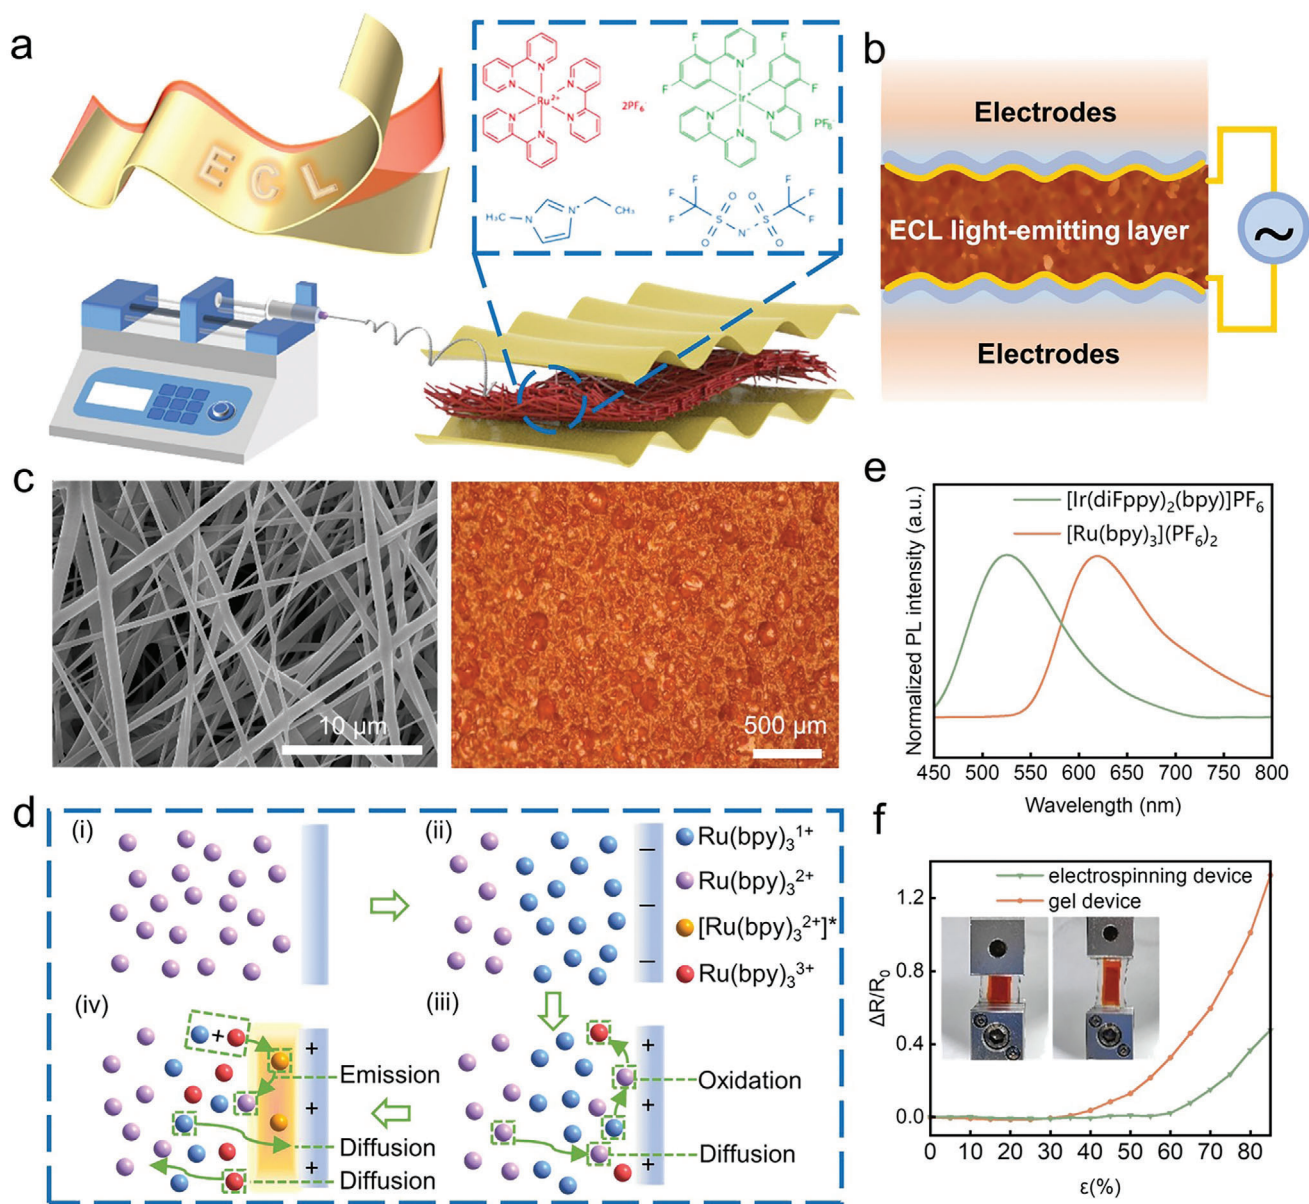 a
E C L
N
N
N
N
N
N
Ru2+
2PF6-
F
F
F
F
N
N
N
N
Ir+
PF6-
H3C
N
N+
CH3
F
F
F
O
O
S
N-
S
O
O
F
F
F
b
Electrodes
ECL light-emitting layer
Electrodes
~
c
10 µm
500 µm
e
Normalized PL intensity (a.u.)
[Ir(diFppy)2(bpy)]PF6
[Ru(bpy)3](PF6)2
450 500 550 600 650 700 750 800
Wavelength (nm)
d
(i)
(ii)
Ru(bpy)3 1+
Ru(bpy)3 2+
[Ru(bpy)3 2+]*
Ru(bpy)3 3+
(iv)
+
+
+
+
Emission
Diffusion
Diffusion
(iii)
+
+
+
Oxidation
Diffusion
f
ΔR/R0
1.2
0.8
0.4
0.0
electrospinning device
gel device
0 10 20 30 40 50 60 70 80
ε(%)